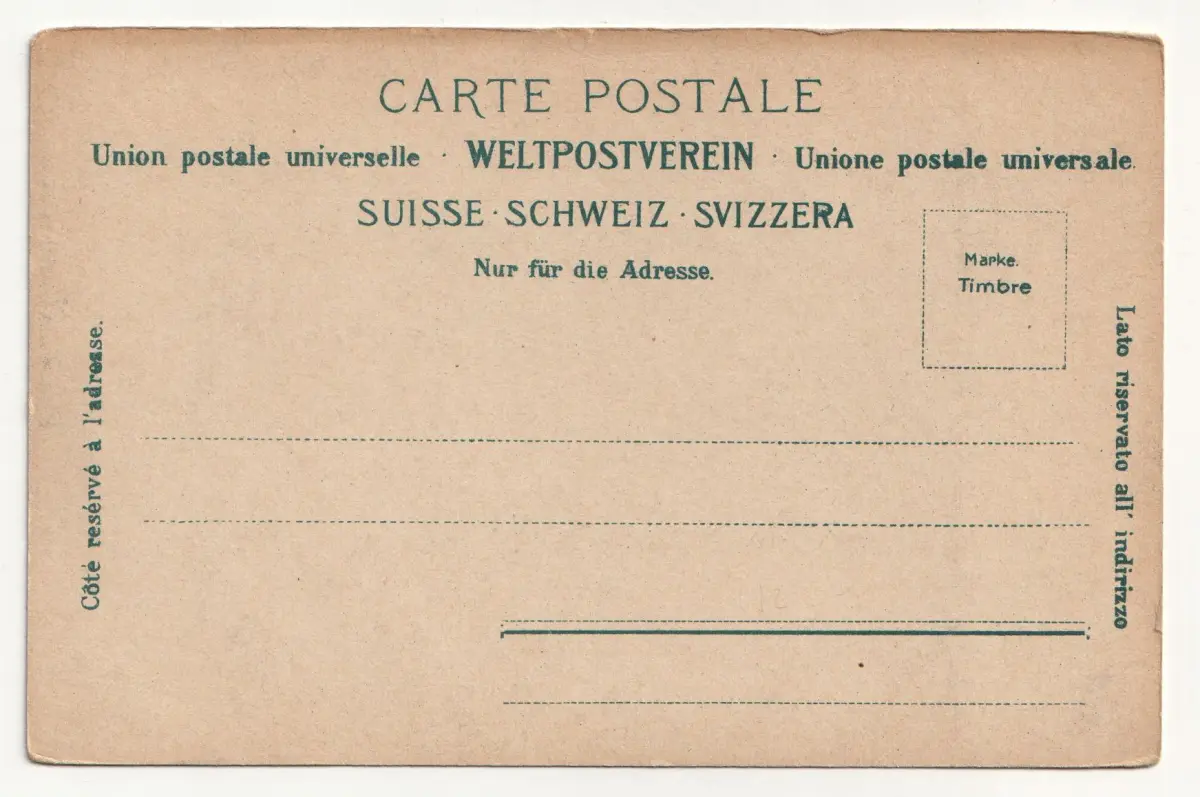 CARTE POSTALE
Union postale universelle · WELTPOSTVEREIN · Unione postale universale.
SUISSE · SCHWEIZ · SVIZZERA
Nur für die Adresse.
Marke.
Timbre
Côté resérvé à l'adresse.
Lato riservato all' indirizzo